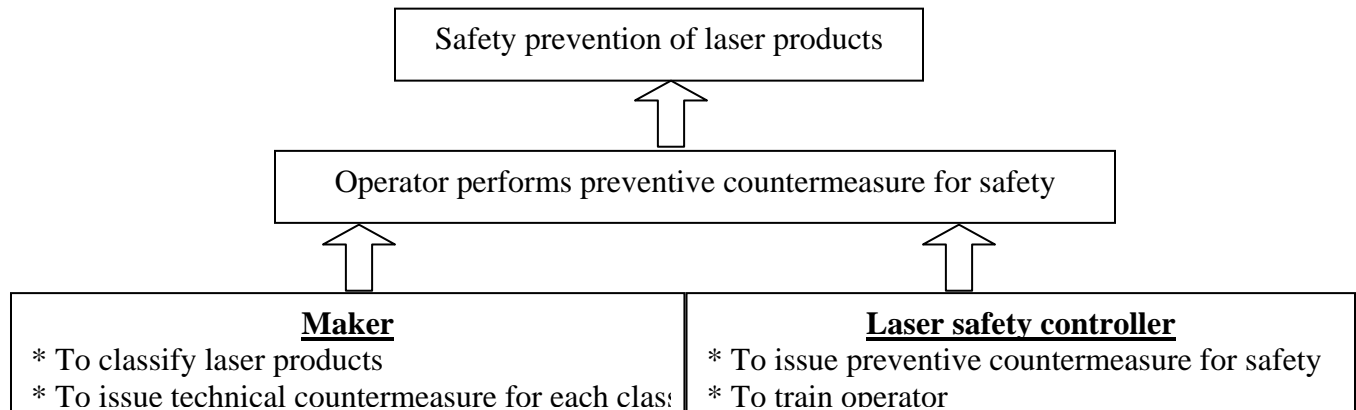 Safety prevention of laser products
Operator performs preventive countermeasure for safety
Maker
* To classify laser products
* To issue technical countermeasure for each class
Laser safety controller
* To issue preventive countermeasure for safety
* To train operator